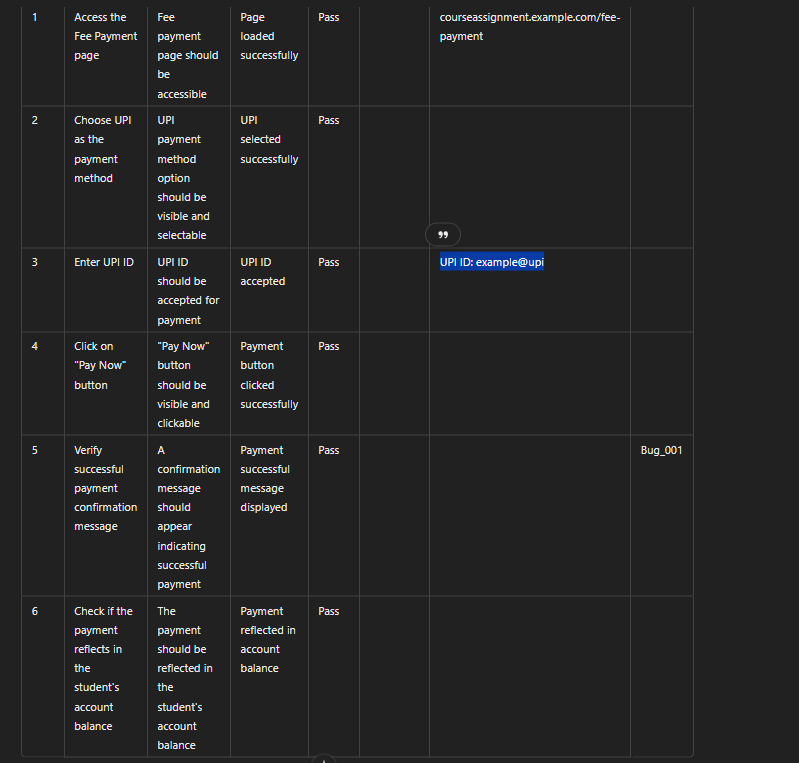 1
Access the
Fee Payment
page
Fee
payment
page should
be
accessible
Page
loaded
successfully
Pass
courseassignment.example.com/fee-
payment
2
Choose UPI
as the
payment
method
UPI
payment
method
option
should be
visible and
selectable
UPI
selected
successfully
Pass
3
Enter UPI ID
UPI ID
should be
accepted for
payment
UPI ID
accepted
Pass
UPI ID: example@upi
4
Click on
"Pay Now"
button
"Pay Now"
button
should be
visible and
clickable
Payment
button
clicked
successfully
Pass
5
Verify
successful
payment
confirmation
message
A
confirmation
message
should
appear
indicating
successful
payment
Payment
successful
message
displayed
Pass
Bug_001
6
Check if the
payment
reflects in
the
student's
account
balance
The
payment
should be
reflected in
the
student's
account
balance
Payment
reflected in
account
balance
Pass